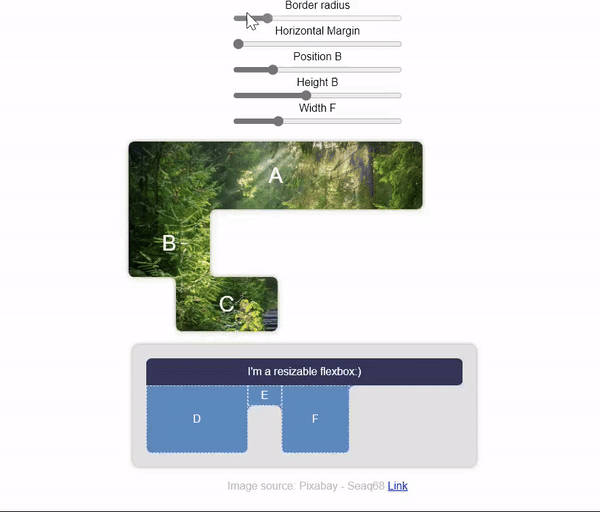 Border radius
Horizontal Margin
Position B
Height B
Width F
A
B
C
I'm a resizable flexbox:)
E
D
F
Image source: Pixabay - Seaq68 Link